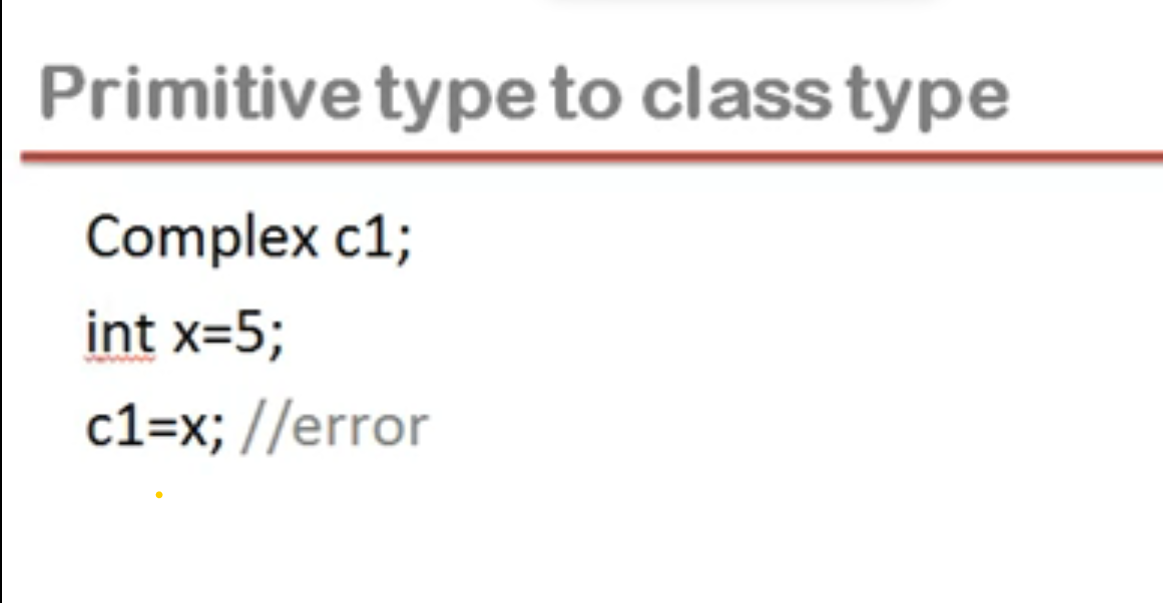 Primitive type to class type
Complex c1;
int x=5;
c1=x; //error